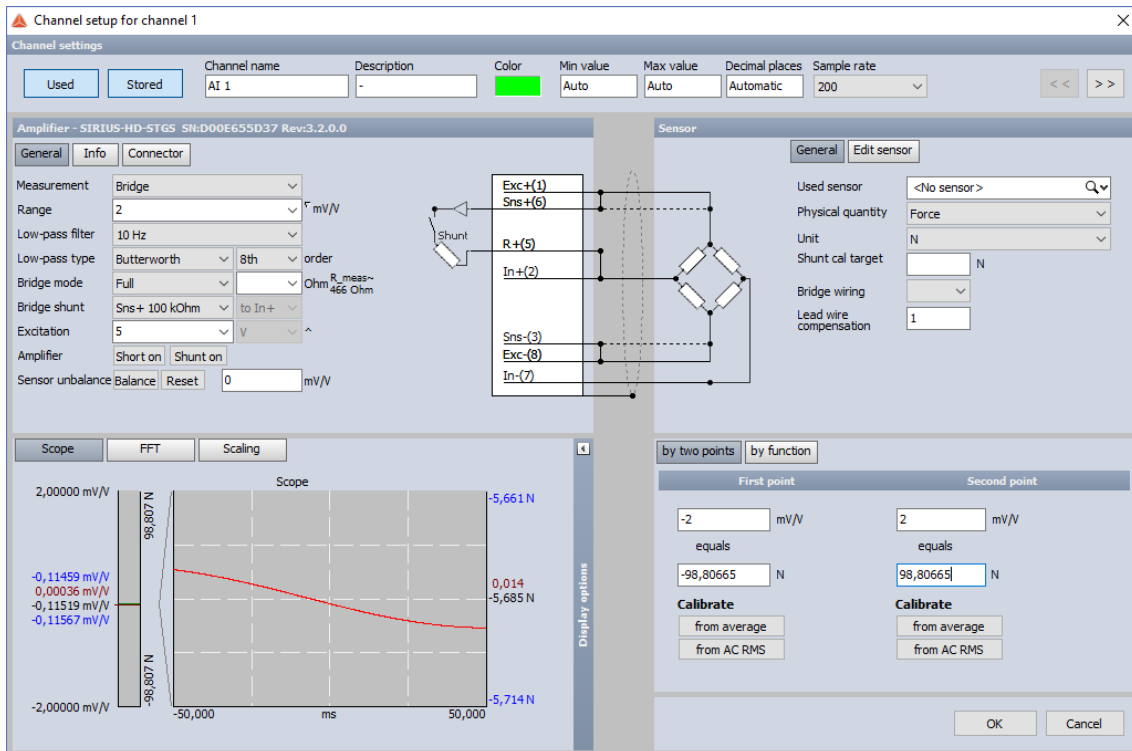 Channel setup for channel 1
Channel settings
Used
Stored
Channel name
AI 1
Description
-
Color
Min value
Auto
Max value
Auto
Decimal places
Automatic
Sample rate
200
<<
>>
Amplifier - SIRIUS-HD-STGS SN:D00E655D37 Rev:3.2.0.0
General
Info
Connector
Measurement
Bridge
Range
2
mV/V
Low-pass filter
10 Hz
Low-pass type
Butterworth
8th
order
Bridge mode
Full
Ohm
R_meas~
466 Ohm
Bridge shunt
Sns+ 100 kOhm
to In+
Excitation
5
V
^
Amplifier
Short on
Shunt on
Sensor unbalance
Balance
Reset
0
mV/V
Exc+(1)
Sns+(6)
Shunt
R+(5)
In+(2)
Sns-(3)
Exc-(8)
In-(7)
Sensor
General
Edit sensor
Used sensor
<No sensor>
Physical quantity
Force
Unit
N
Shunt cal target
N
Bridge wiring
Lead wire
compensation
1
Scope
FFT
Scaling
Scope
2,00000 mV/V
98,807 N
-5,661 N
-0,11459 mV/V
0,00036 mV/V
-0,11519 mV/V
-0,11567 mV/V
0,014
-5,685 N
-98,807 N
-2,00000 mV/V
-5,714 N
-50,000
ms
50,000
Display options
by two points
by function
First point
Second point
-2
mV/V
2
mV/V
equals
equals
-98,80665
N
98,80665
N
Calibrate
Calibrate
from average
from average
from AC RMS
from AC RMS
OK
Cancel